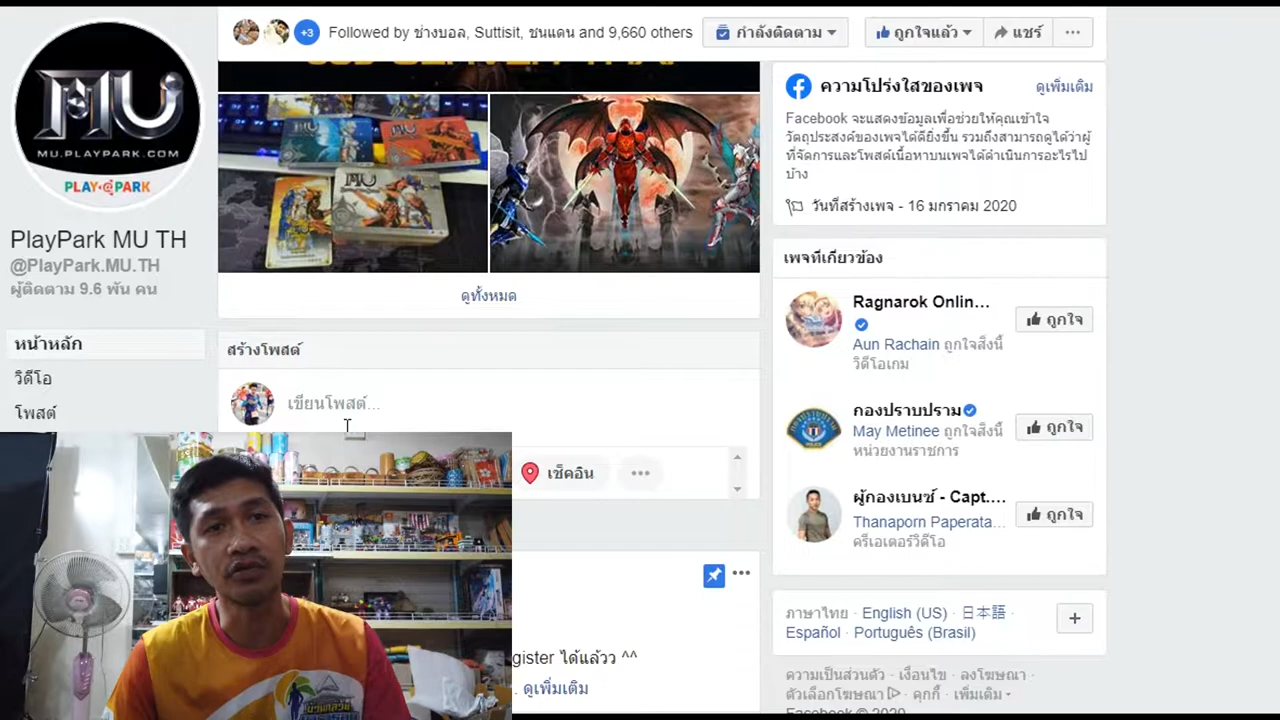 MU
MU.PLAYPARK.COM
PLAY@PARK
PlayPark MU TH
@PlayPark.MU.TH
ผู้ติดตาม 9.6 พัน คน
หน้าหลัก
วิดีโอ
โพสต์
+3 Followed by ช่างบอล, Suttisit, ชนแดน and 9,660 others
กำลังติดตาม
ถูกใจแล้ว
แชร์
MU
ดูทั้งหมด
สร้างโพสต์
เขียนโพสต์...
เช็คอิน
gister ได้แล้วว ^^
ดูเพิ่มเติม
ความโปร่งใสของเพจ
ดูเพิ่มเติม
Facebook จะแสดงข้อมูลเพื่อช่วยให้คุณเข้าใจ
วัตถุประสงค์ของเพจได้ดียิ่งขึ้น รวมถึงสามารถดูได้ว่าผู้
ที่จัดการและโพสต์เนื้อหาบนเพจได้ดำเนินการอะไรไป
บ้าง
วันที่สร้างเพจ - 16 มกราคม 2020
เพจที่เกี่ยวข้อง
Ragnarok Onlin...
Aun Rachain ถูกใจสิ่งนี้
วิดีโอเกม
ถูกใจ
กองปราบปราม
May Metinee ถูกใจสิ่งนี้
หน่วยงานราชการ
ถูกใจ
ผู้กองเบนซ์ - Capt....
Thanaporn Paperata...
ครีเอเตอร์วิดีโอ
ถูกใจ
ภาษาไทย · English (US) · 日本語 ·
Español · Português (Brasil)
ความเป็นส่วนตัว · เงื่อนไข · ลงโฆษณา ·
ตัวเลือกโฆษณา · คุกกี้ · เพิ่มเติม
Facebook © 2020